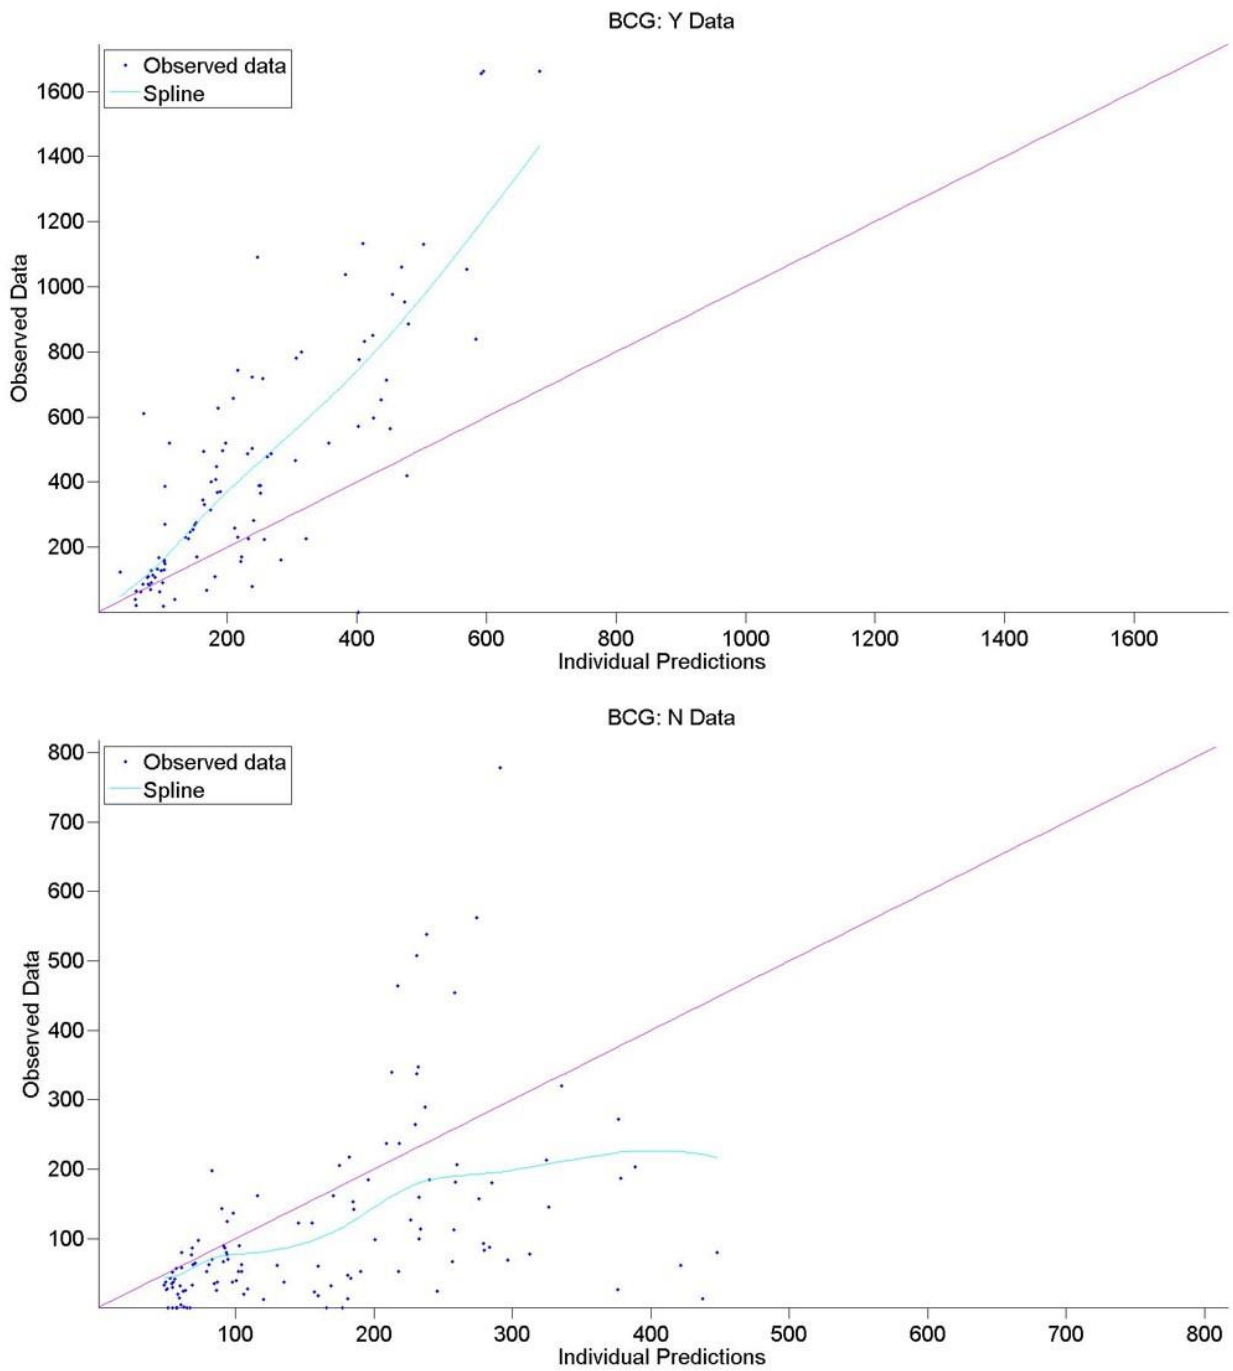 BCG: Y Data
Observed data
Spline
1600
1400
1200
1000
800
600
400
200
Observed Data
200 400 600 800 1000 1200 1400 1600
Individual Predictions
BCG: N Data
Observed data
Spline
800
700
600
500
400
300
200
100
Observed Data
100 200 300 400 500 600 700 800
Individual Predictions